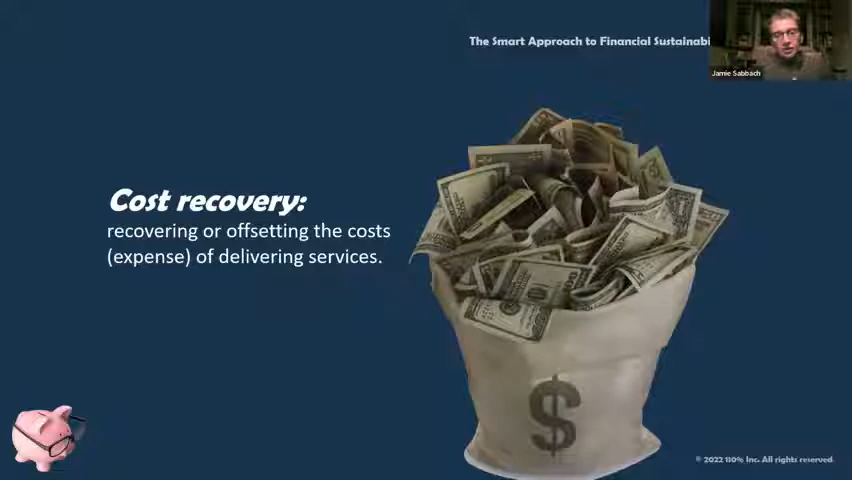 The Smart Approach to Financial Sustainabi
Jamie Sabbach
Cost recovery:
recovering or offsetting the costs
(expense) of delivering services.
$
© 2022 110% Inc. All rights reserved.